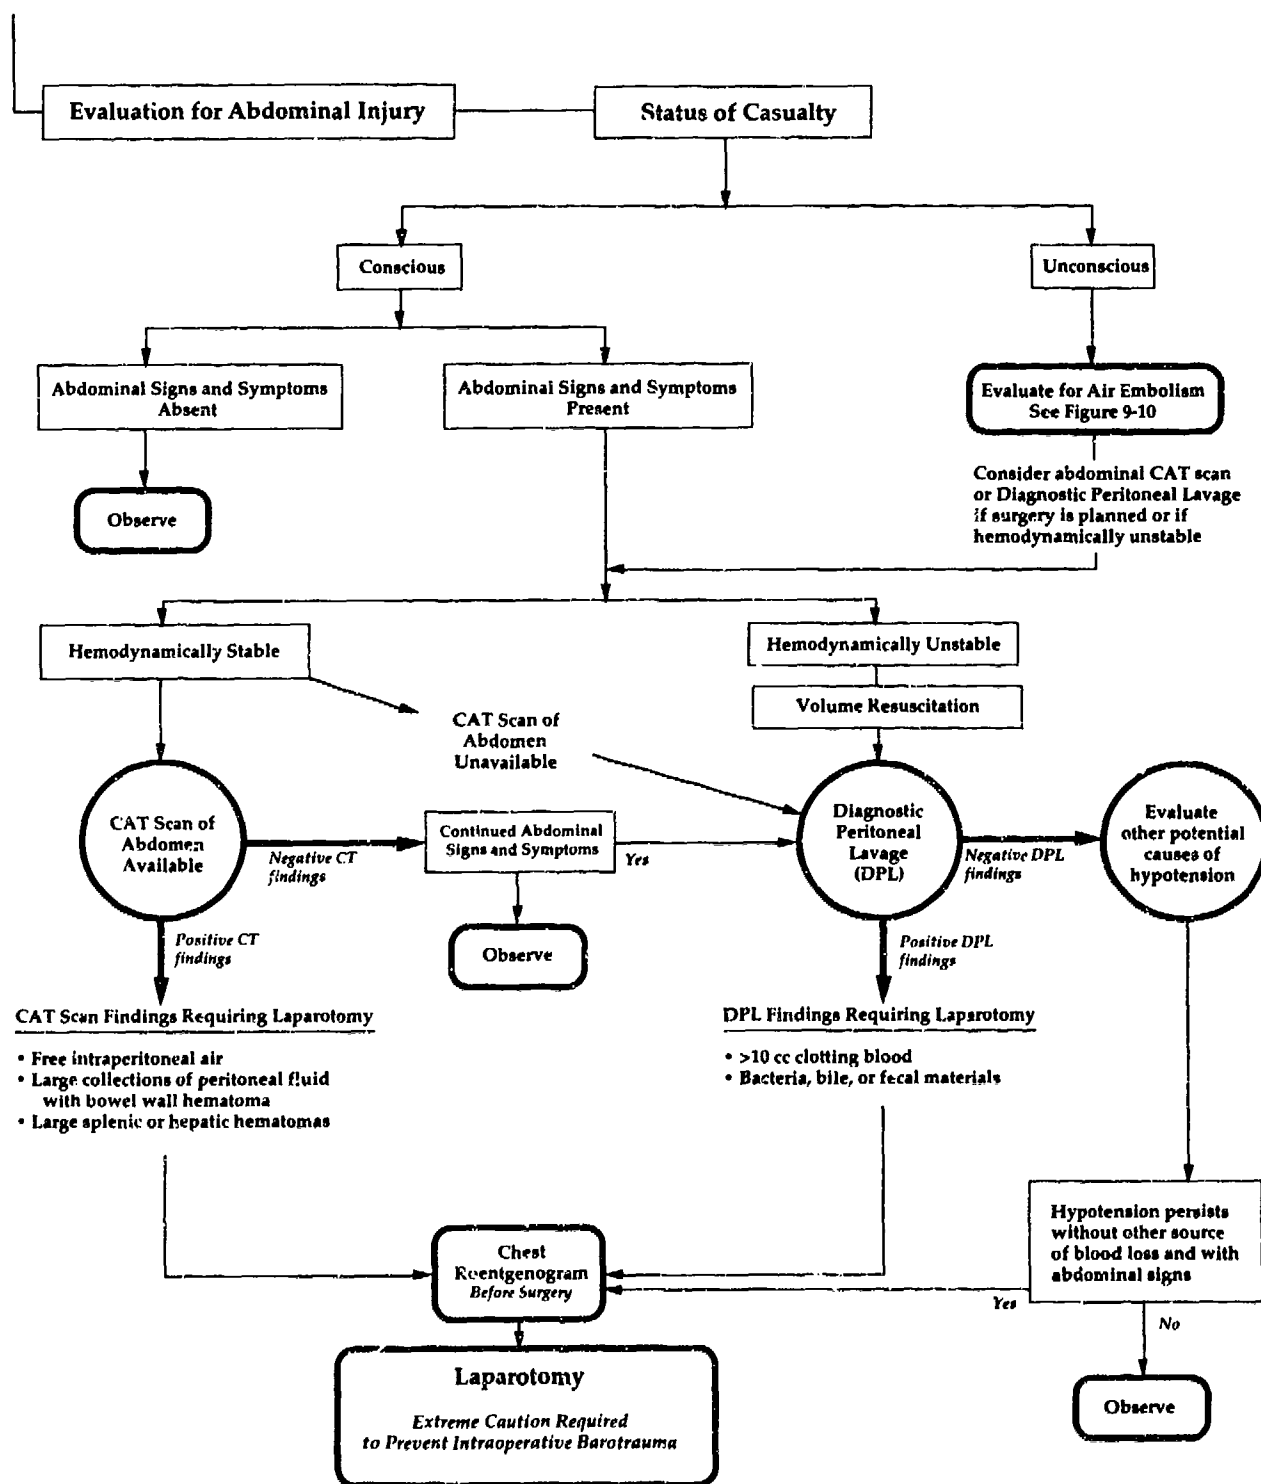 Evaluation for Abdominal Injury
Status of Casualty
Conscious
Unconscious
Abdominal Signs and Symptoms
Absent
Abdominal Signs and Symptoms
Present
Evaluate for Air Embolism
See Figure 9-10
Observe
Consider abdominal CAT scan
or Diagnostic Peritoneal Lavage
if surgery is planned or if
hemodynamically unstable
Hemodynamically Stable
Hemodynamically Unstable
Volume Resuscitation
CAT Scan of
Abdomen
Unavailable
CAT Scan of
Abdomen
Available
Negative CT
findings
Continued Abdominal
Signs and Symptoms
Yes
Diagnostic
Peritoneal
Lavage
(DPL)
Negative DPL
findings
Evaluate
other potential
causes of
hypotension
Observe
Positive CT
findings
Positive DPL
findings
CAT Scan Findings Requiring Laparotomy
• Free intraperitoneal air
• Large collections of peritoneal fluid
with bowel wall hematoma
• Large splenic or hepatic hematomas
DPL Findings Requiring Laparotomy
• >10 cc clotting blood
• Bacteria, bile, or fecal materials
Hypotension persists
without other source
of blood loss and with
abdominal signs
Yes
No
Chest
Roentgenogram
Before Surgery
Laparotomy
Extreme Caution Required
to Prevent Intraoperative Barotrauma
Observe